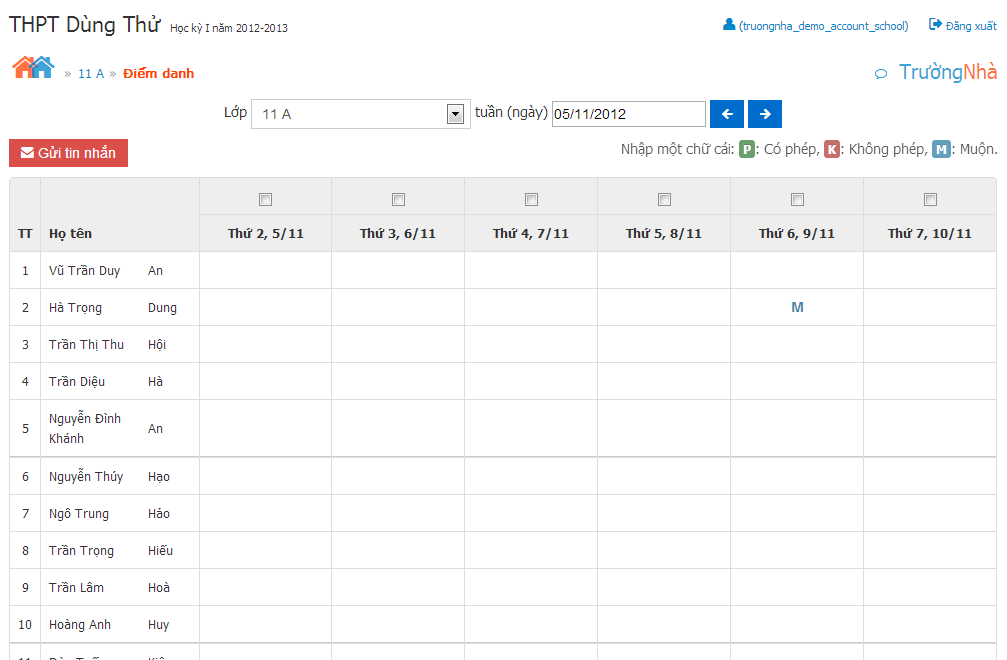 THPT Dùng Thử Học kỳ I năm 2012-2013 (truongnha_demo_account_school) Đăng xuất
» 11 A » Điểm danh TrườngNhà
Lớp 11 A tuần (ngày) 05/11/2012
Gửi tin nhắn Nhập một chữ cái: P: Có phép, K: Không phép, M: Muộn.
TT Họ tên Thứ 2, 5/11 Thứ 3, 6/11 Thứ 4, 7/11 Thứ 5, 8/11 Thứ 6, 9/11 Thứ 7, 10/11
1 Vũ Trần Duy An
2 Hà Trọng Dung M
3 Trần Thị Thu Hội
4 Trần Diệu Hà
5 Nguyễn Đình Khánh An
6 Nguyễn Thúy Hạo
7 Ngô Trung Hảo
8 Trần Trọng Hiếu
9 Trần Lâm Hoà
10 Hoàng Anh Huy